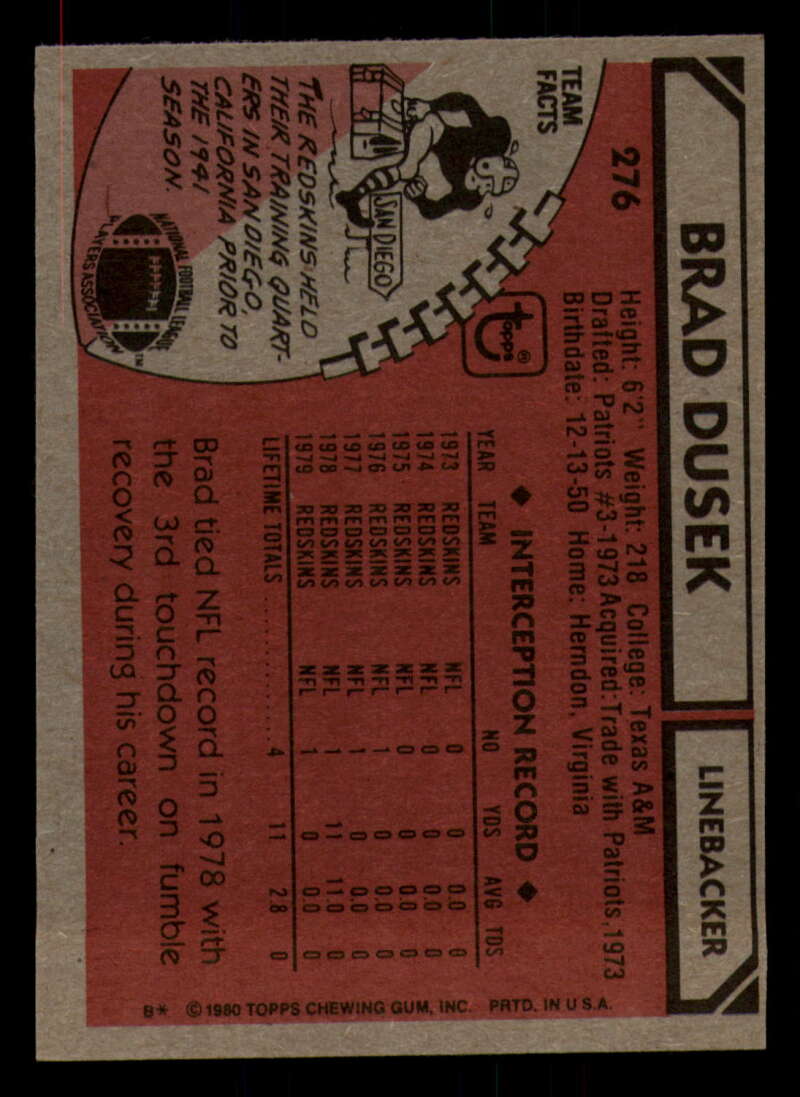 BRAD DUSEK
LINEBACKER
276
Height: 6'2" Weight: 218 College: Texas A&M
Drafted: Patriots #3-1973 Acquired: Trade with Patriots, 1973
Birthdate: 12-13-50 Home: Herndon, Virginia
TEAM
FACTS
SAN DIEGO
THE REDSKINS HELD
THEIR TRAINING QUART-
ERS IN SAN DIEGO,
CALIFORNIA PRIOR TO
THE 1941
SEASON.
NATIONAL FOOTBALL LEAGUE
PLAYERS ASSOCIATION
TM
Topps®
◆ INTERCEPTION RECORD ◆
YEAR TEAM NO YDS AVG TDS
1973 REDSKINS NFL 0 0 0.0 0
1974 REDSKINS NFL 0 0 0.0 0
1975 REDSKINS NFL 0 0 0.0 0
1976 REDSKINS NFL 1 0 0.0 0
1977 REDSKINS NFL 1 0 0.0 0
1978 REDSKINS NFL 1 11 11.0 0
1979 REDSKINS NFL 1 0 0.0 0
LIFETIME TOTALS .......... 4 11 2.8 0
Brad tied NFL record in 1978 with
the 3rd touchdown on fumble
recovery during his career.
B* © 1980 TOPPS CHEWING GUM, INC. PRTD. IN U.S.A.